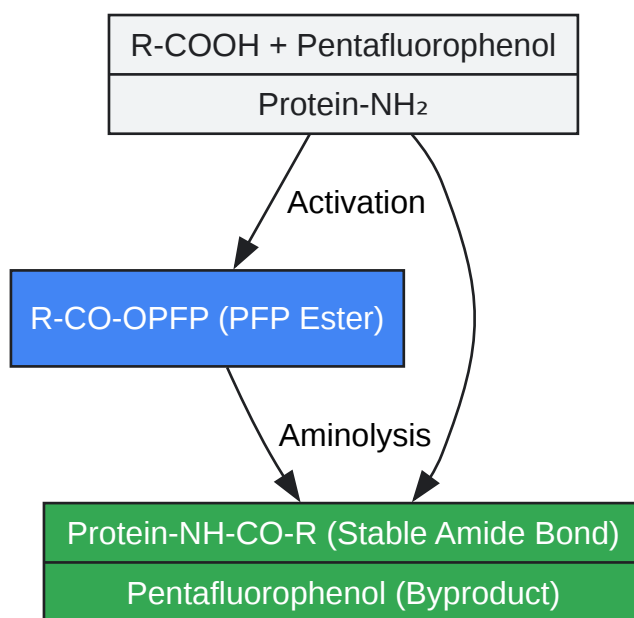 R-COOH + Pentafluorophenol
Protein-NH₂
Activation
R-CO-OPFP (PFP Ester)
Aminolysis
Protein-NH-CO-R (Stable Amide Bond)
Pentafluorophenol (Byproduct)